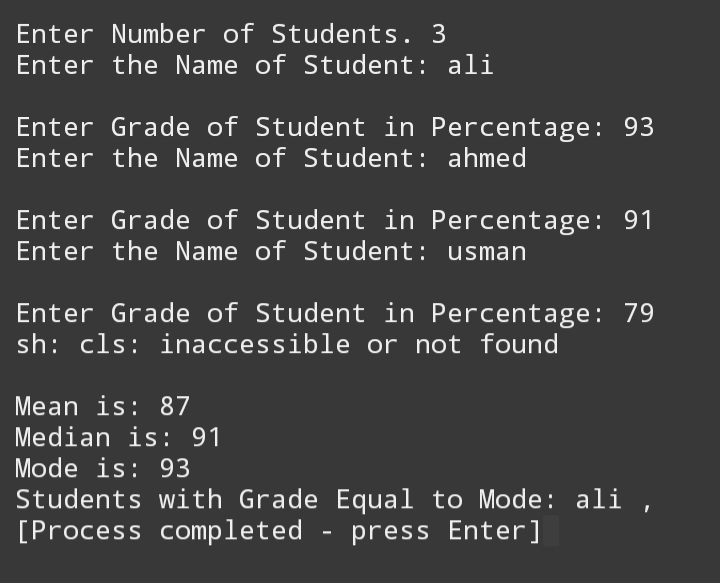 Enter Number of Students. 3
Enter the Name of Student: ali
Enter Grade of Student in Percentage: 93
Enter the Name of Student: ahmed
Enter Grade of Student in Percentage: 91
Enter the Name of Student: usman
Enter Grade of Student in Percentage: 79
sh: cls: inaccessible or not found
Mean is: 87
Median is: 91
Mode is: 93
Students with Grade Equal to Mode: ali ,
[Process completed - press Enter]